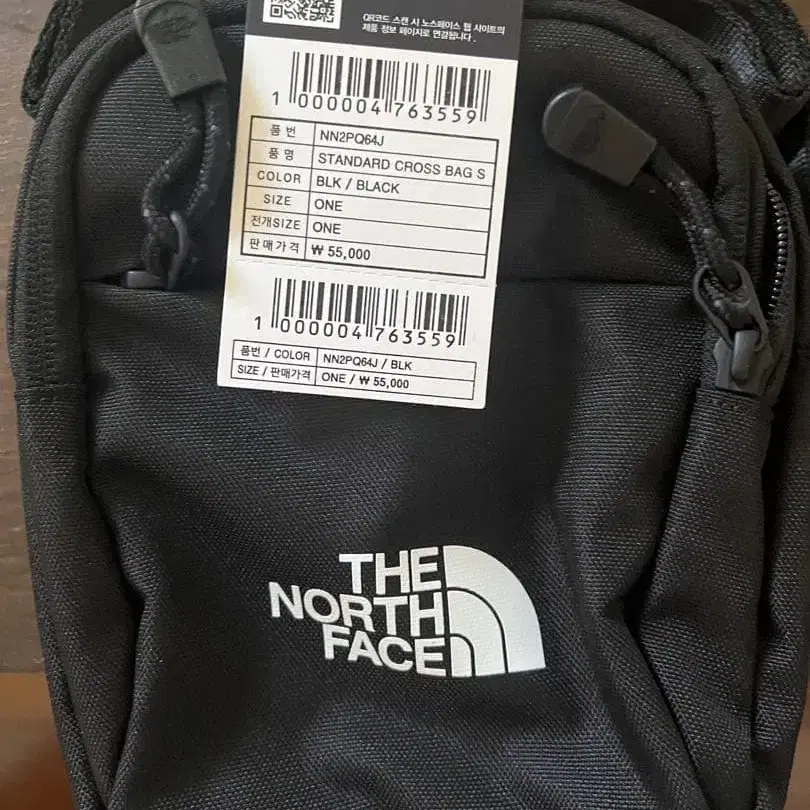 QR코드 스캔 시 노스페이스 웹 사이트의
제품 정보 페이지로 연결됩니다.
1 000004 763559
품 번 NN2PQ64J
품 명 STANDARD CROSS BAG S
COLOR BLK / BLACK
SIZE ONE
전개SIZE ONE
판매가격 ₩ 55,000
1 000004 763559
품번 / COLOR NN2PQ64J / BLK
SIZE / 판매가격 ONE / ₩ 55,000
THE
NORTH
FACE